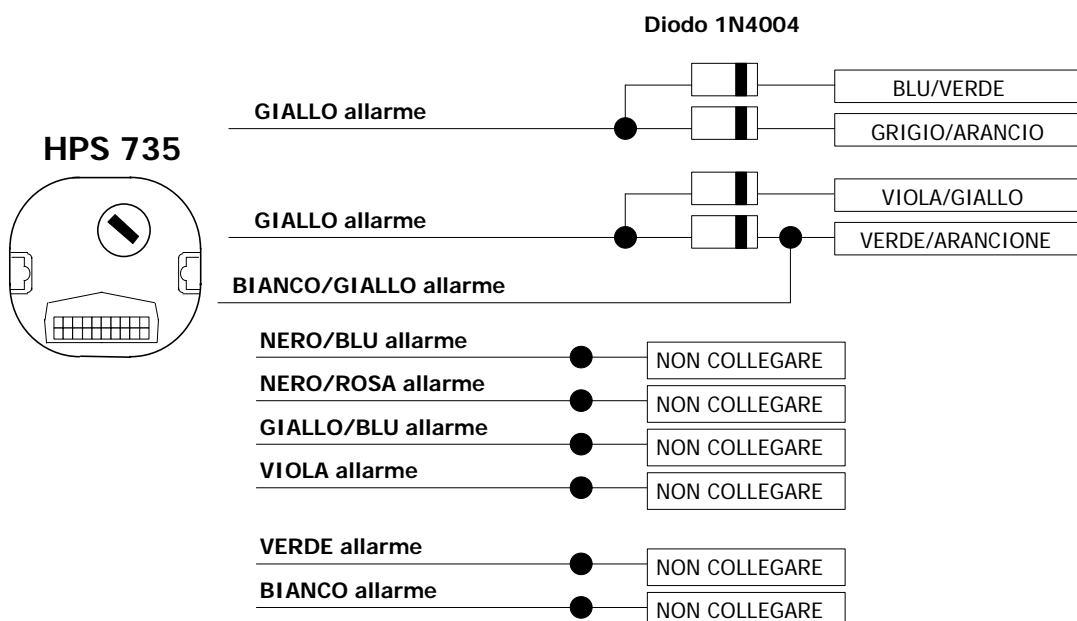 Diodo 1N4004
BLU/VERDE
GIALLO allarme
GRIGIO/ARANCIO
HPS 735
VIOLA/GIALLO
GIALLO allarme
VERDE/ARANCIONE
BIANCO/GIALLO allarme
NERO/BLU allarme
NON COLLEGARE
NERO/ROSA allarme
NON COLLEGARE
GIALLO/BLU allarme
NON COLLEGARE
VIOLA allarme
NON COLLEGARE
VERDE allarme
NON COLLEGARE
BIANCO allarme
NON COLLEGARE